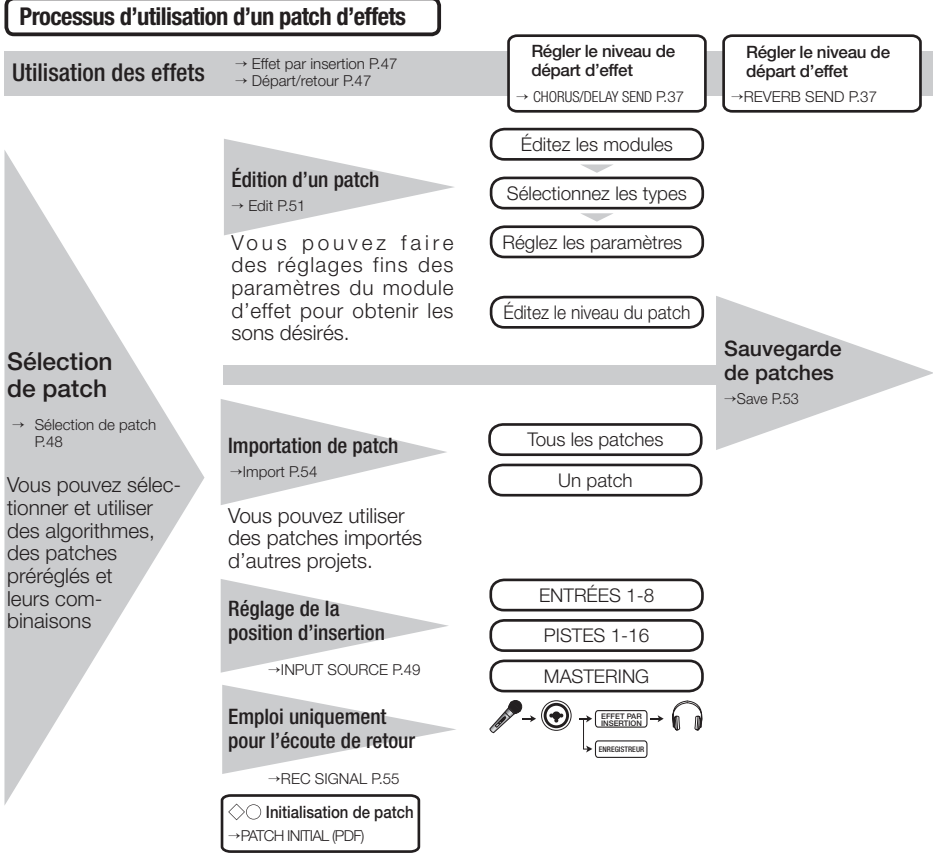 Processus d'utilisation d'un patch d'effets
Utilisation des effets
→ Effet par insertion P.47
→ Départ/retour P.47
Régler le niveau de
départ d'effet
→ CHORUS/DELAY SEND P.37
Régler le niveau de
départ d'effet
→REVERB SEND P.37
Sélection
de patch
→ Sélection de patch
P.48
Vous pouvez sélec-
tionner et utiliser
des algorithmes,
des patches
préréglés et
leurs com-
binaisons
Édition d'un patch
→ Edit P.51
Vous pouvez faire
des réglages fins des
paramètres du module
d'effet pour obtenir les
sons désirés.
Éditez les modules
Sélectionnez les types
Réglez les paramètres
Éditez le niveau du patch
Sauvegarde
de patches
→Save P.53
Importation de patch
→Import P.54
Vous pouvez utiliser
des patches importés
d'autres projets.
Tous les patches
Un patch
Réglage de la
position d'insertion
→INPUT SOURCE P.49
ENTRÉES 1-8
PISTES 1-16
MASTERING
Emploi uniquement
pour l'écoute de retour
→REC SIGNAL P.55
EFFET PAR
INSERTION
ENREGISTREUR
◇○ Initialisation de patch
→PATCH INITIAL (PDF)